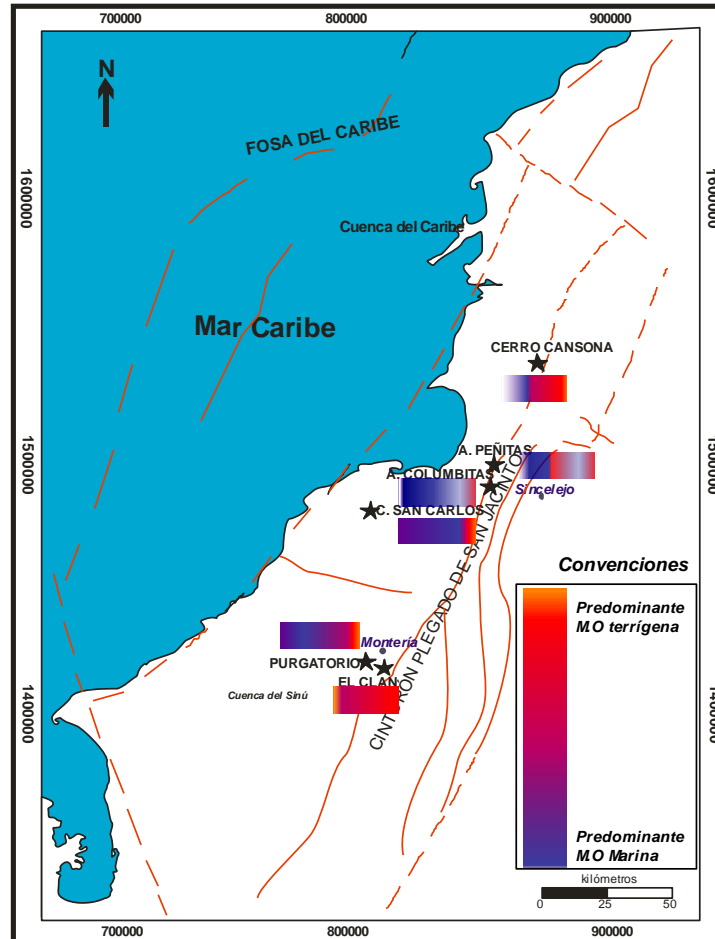 700000 800000 900000
N
FOSA DEL CARIBE
1600000
1600000
Cuenca del Caribe
Mar Caribe
CERRO CANSONA
1500000
1500000
A. PEÑITAS
A. COLUMBITAS
Sincelejo
C. SAN CARLOS
CINTURÓN PLEGADO DE SAN JACINTO
Convenciones
Predominante
M.O terrígena
Montería
PURGATORIO
EL CLAN
Cuenca del Sinú
1400000
1400000
Predominante
M.O Marina
kilómetros
0 25 50
700000 800000 900000